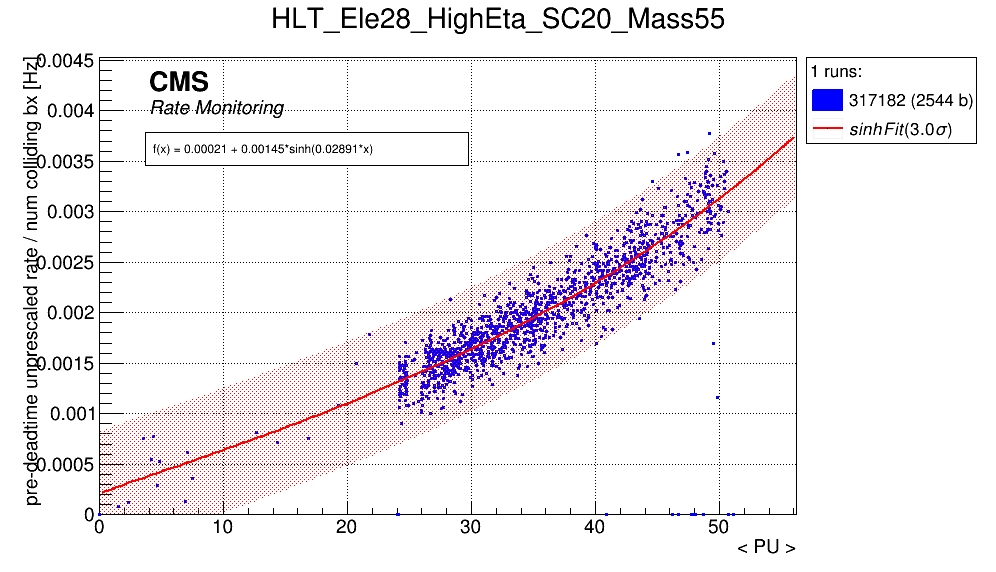 HLT_Ele28_HighEta_SC20_Mass55
pre-deadtime unprescaled rate / num colliding bx [Hz]
0.0045
0.004
0.0035
0.003
0.0025
0.002
0.0015
0.001
0.0005
0
CMS
Rate Monitoring
f(x) = 0.00021 + 0.00145*sinh(0.02891*x)
1 runs:
317182 (2544 b)
sinhFit(3.0σ)
0 10 20 30 40 50
< PU >